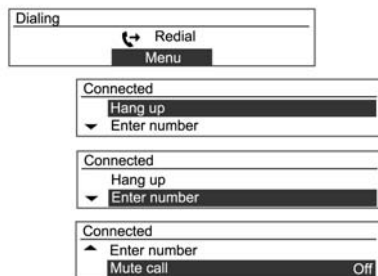 Dialing
Redial
Menu
Connected
Hang up
Enter number
Connected
Hang up
Enter number
Connected
Enter number
Mute call Off